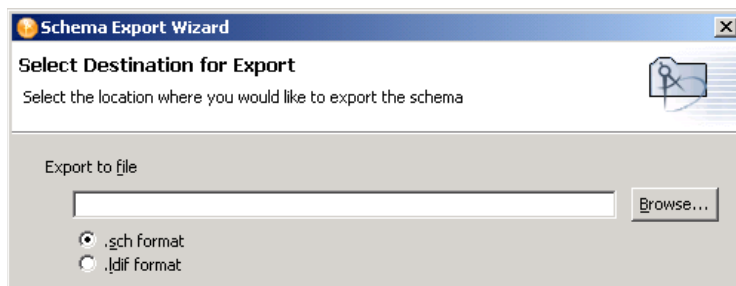 Schema Export Wizard
Select Destination for Export
Select the location where you would like to export the schema
Export to file
Browse...
.sch format
.ldif format